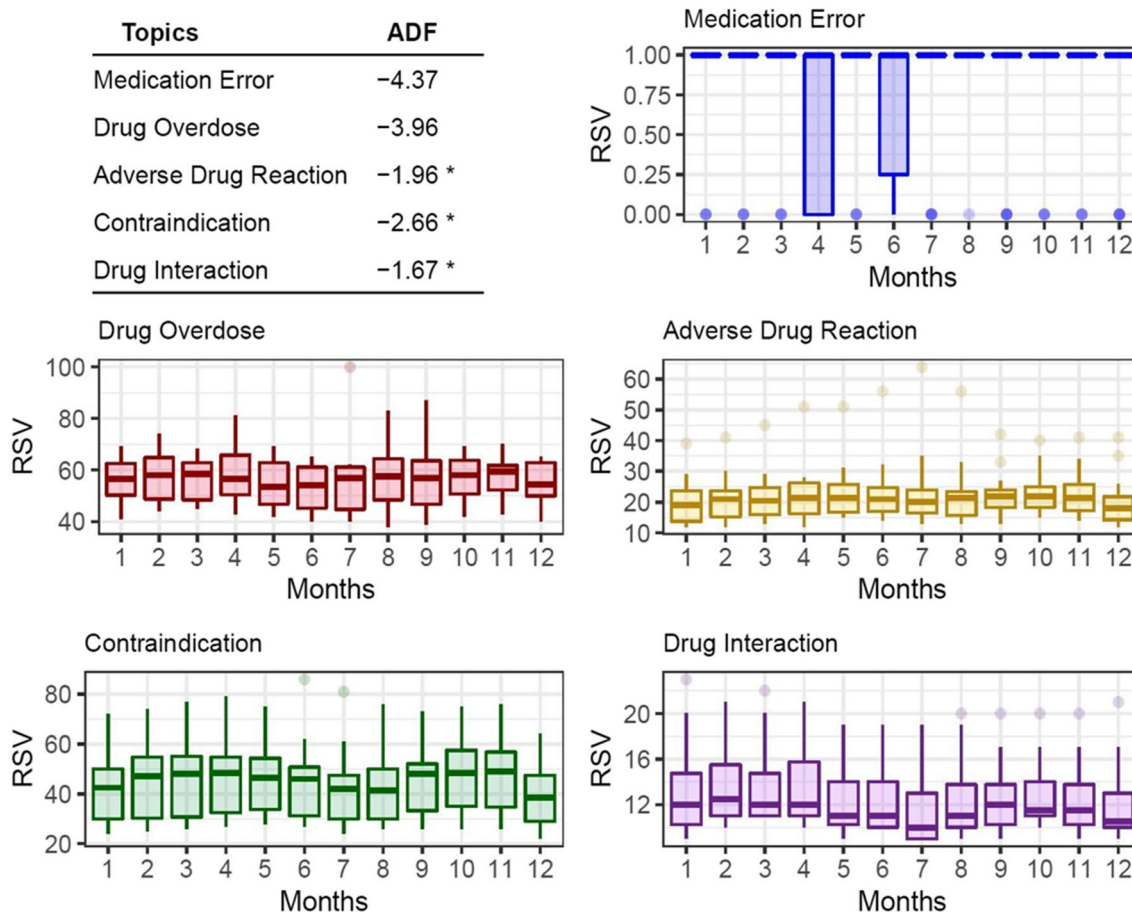 Topics ADF
Medication Error −4.37
Drug Overdose −3.96
Adverse Drug Reaction −1.96 *
Contraindication −2.66 *
Drug Interaction −1.67 *
Medication Error
RSV
1.00
0.75
0.50
0.25
0.00
1 2 3 4 5 6 7 8 9 10 11 12
Months
Drug Overdose
RSV
100
80
60
40
1 2 3 4 5 6 7 8 9 10 11 12
Months
Adverse Drug Reaction
RSV
60
50
40
30
20
10
1 2 3 4 5 6 7 8 9 10 11 12
Months
Contraindication
RSV
80
60
40
20
1 2 3 4 5 6 7 8 9 10 11 12
Months
Drug Interaction
RSV
20
16
12
1 2 3 4 5 6 7 8 9 10 11 12
Months